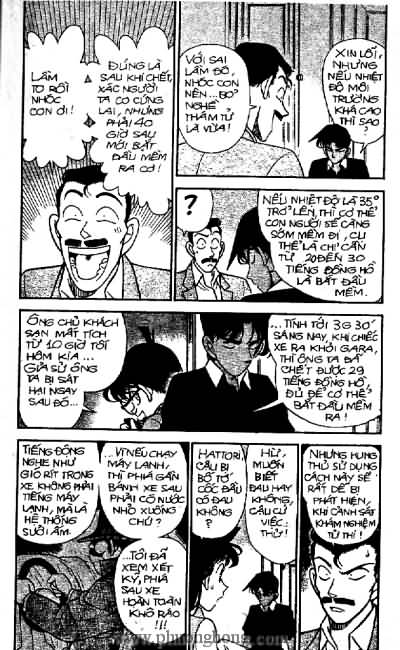 LẦM
TO RỒI
NHÓC
CON ƠI!
ĐÚNG LÀ
SAU KHI CHẾT,
XÁC NGƯỜI
TA CÓ CỨNG
LẠI, NHƯNG
PHẢI 40
GIỜ SAU
MỚI BẮT
ĐẦU MỀM
RA CƠ!
VỚI SAI
LẦM ĐÓ,
NHÓC CON
NÊN... BỎ
NGHỀ
THÁM TỬ
LÀ VỪA!
XIN LỖI,
NHƯNG
NẾU NHIỆT
ĐỘ MÔI
TRƯỜNG
KHÁ CAO
THÌ SAO
?
?
NẾU NHIỆT ĐỘ LÀ 35°
TRỞ LÊN, THÌ CƠ THỂ
CON NGƯỜI SẼ CÀNG
SỚM MỀM ĐI, CỤ
THỂ LÀ CHỈ CẦN
TỪ 20 ĐẾN 30
TIẾNG ĐỒNG HỒ
LÀ BẮT ĐẦU
MỀM.
ÔNG CHỦ KHÁCH
SẠN MẤT TÍCH
TỪ 10 GIỜ TỐI
HÔM KIA...
GIẢ SỬ ÔNG
TA BỊ SÁT
HẠI NGAY
SAU ĐÓ...
...TÍNH TỚI 3G30'
SÁNG NAY, KHI CHIẾC
XE RA KHỎI GARA,
THÌ ÔNG TA ĐÃ
CHẾT ĐƯỢC 29
TIẾNG ĐỒNG HỒ,
ĐỦ ĐỂ CƠ THỂ
BẮT ĐẦU MỀM
RA!
TIẾNG ĐỘNG
NGHE NHƯ
GIÓ RÍT TRONG
XE KHÔNG PHẢI
TIẾNG MÁY
LẠNH, MÀ LÀ
HỆ THỐNG
SƯỞI ẤM.
...VÌ NẾU CHẠY
MÁY LẠNH,
THÌ PHÍA GẦN
BÁNH XE SAU
PHẢI CÓ NƯỚC
NHỎ XUỐNG
CHỨ?
...TÔI ĐÃ
XEM XÉT
KỸ, PHÍA
SAU XE
HOÀN TOÀN
KHÔ RÁO
!!!
HATTORI,
CẬU BỊ
BỐ TỚ
CỐC ĐẦU
CÓ ĐAU
KHÔNG
?
HỪ,
MUỐN
BIẾT
ĐAU HAY
KHÔNG,
CẬU CỨ
VIỆC...
THỬ!
NHƯNG HUNG
THỦ SỬ DỤNG
CÁCH NÀY SẼ
RẤT DỄ BỊ
PHÁT HIỆN,
KHI CẢNH SÁT
KHÁM NGHIỆM
TỬ THI!
www.phuonghong.com